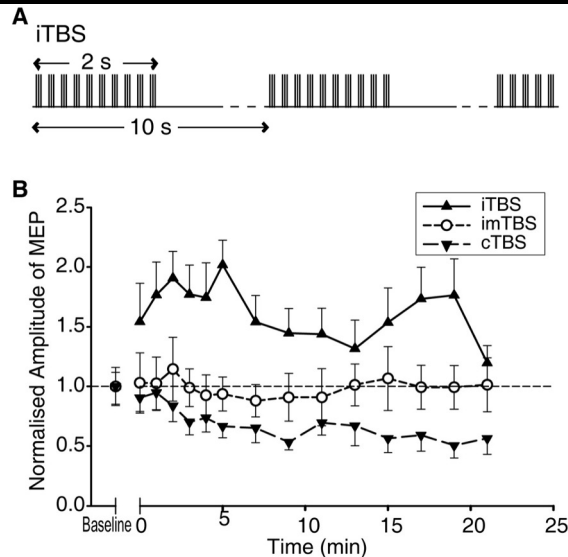 A
iTBS
2 s
10 s
B
iTBS
imTBS
cTBS
Normalised Amplitude of MEP
2.5
2.0
1.5
1.0
0.5
0.0
Baseline 0 5 10 15 20 25
Time (min)